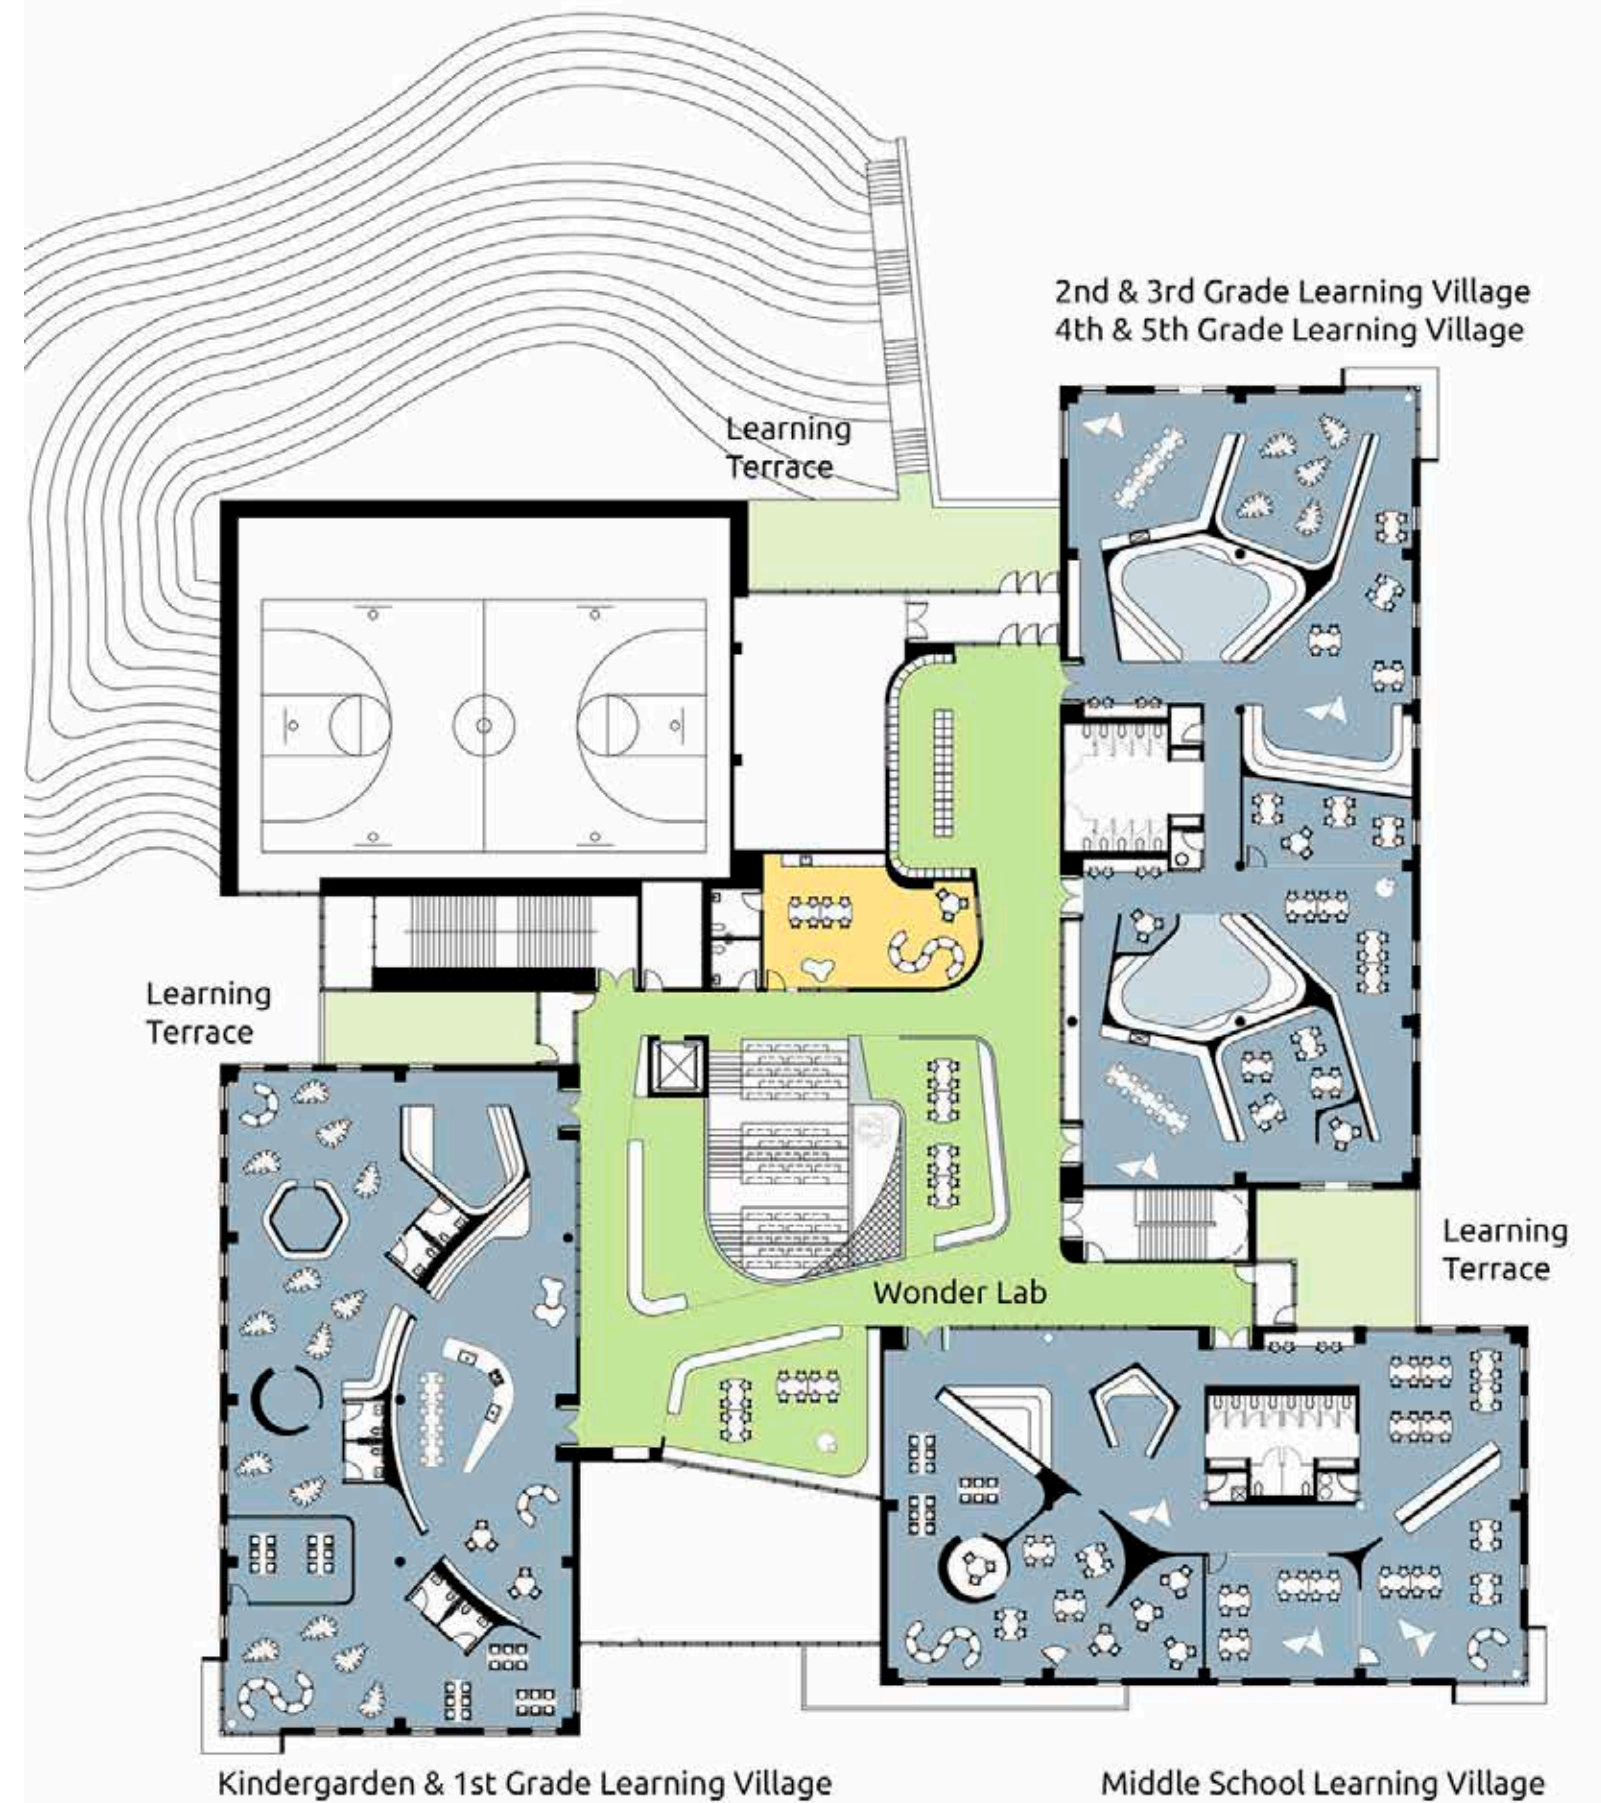 2nd & 3rd Grade Learning Village
4th & 5th Grade Learning Village
Learning
Terrace
Learning
Terrace
Learning
Terrace
Wonder Lab
Kindergarden & 1st Grade Learning Village
Middle School Learning Village